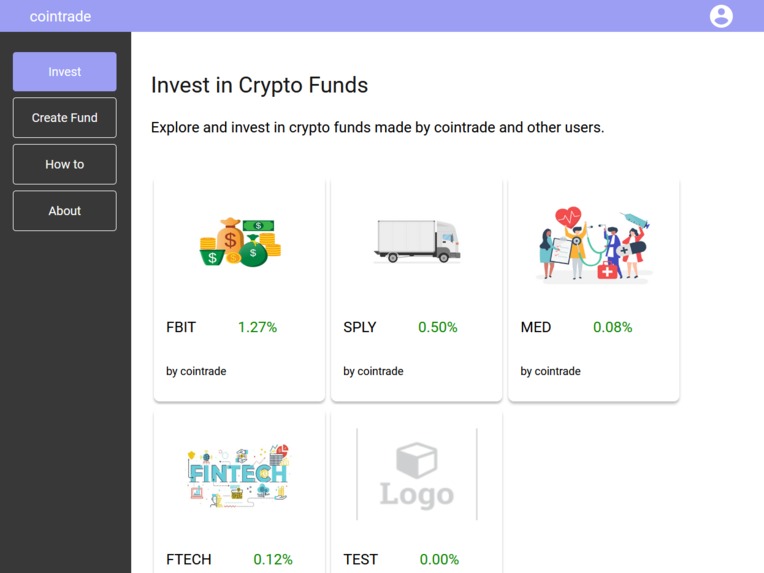 cointrade
Invest
Create Fund
How to
About
Invest in Crypto Funds
Explore and invest in crypto funds made by cointrade and other users.
$ $ $ $
FBIT 1.27%
by cointrade
SPLY 0.50%
by cointrade
MED 0.08%
by cointrade
FINTECH
FTECH 0.12%
Logo
TEST 0.00%